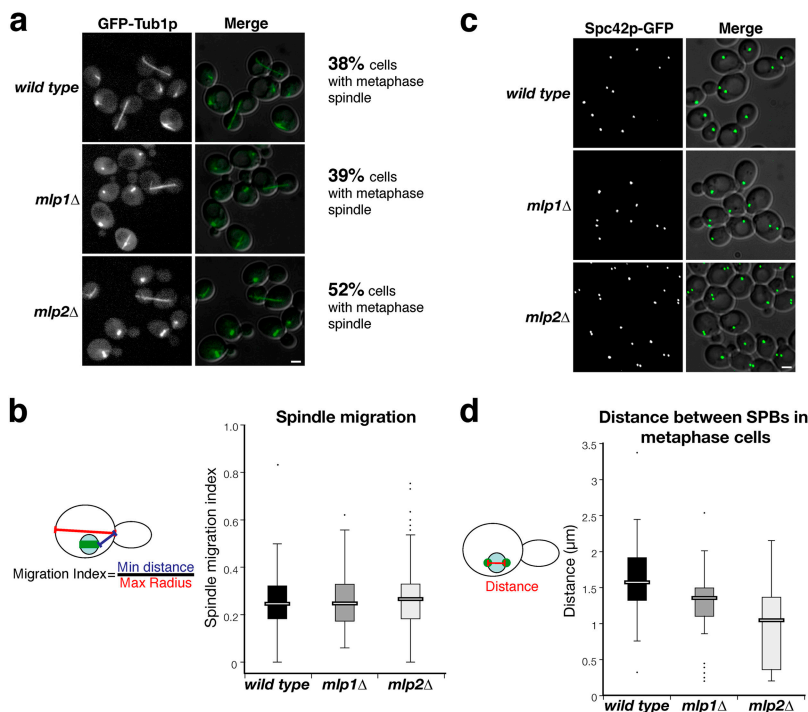 a
GFP-Tub1p Merge
wild type
38% cells
with metaphase
spindle
mlp1Δ
39% cells
with metaphase
spindle
mlp2Δ
52% cells
with metaphase
spindle
b
Spindle migration
Migration Index=
Min distance
Max Radius
Spindle migration index
1.0
0.8
0.6
0.4
0.2
0
wild type mlp1Δ mlp2Δ
c
Spc42p-GFP Merge
wild type
mlp1Δ
mlp2Δ
d
Distance between SPBs in
metaphase cells
Distance
Distance (µm)
3.5
3
2.5
2
1.5
1
0.5
0
wild type mlp1Δ mlp2Δ